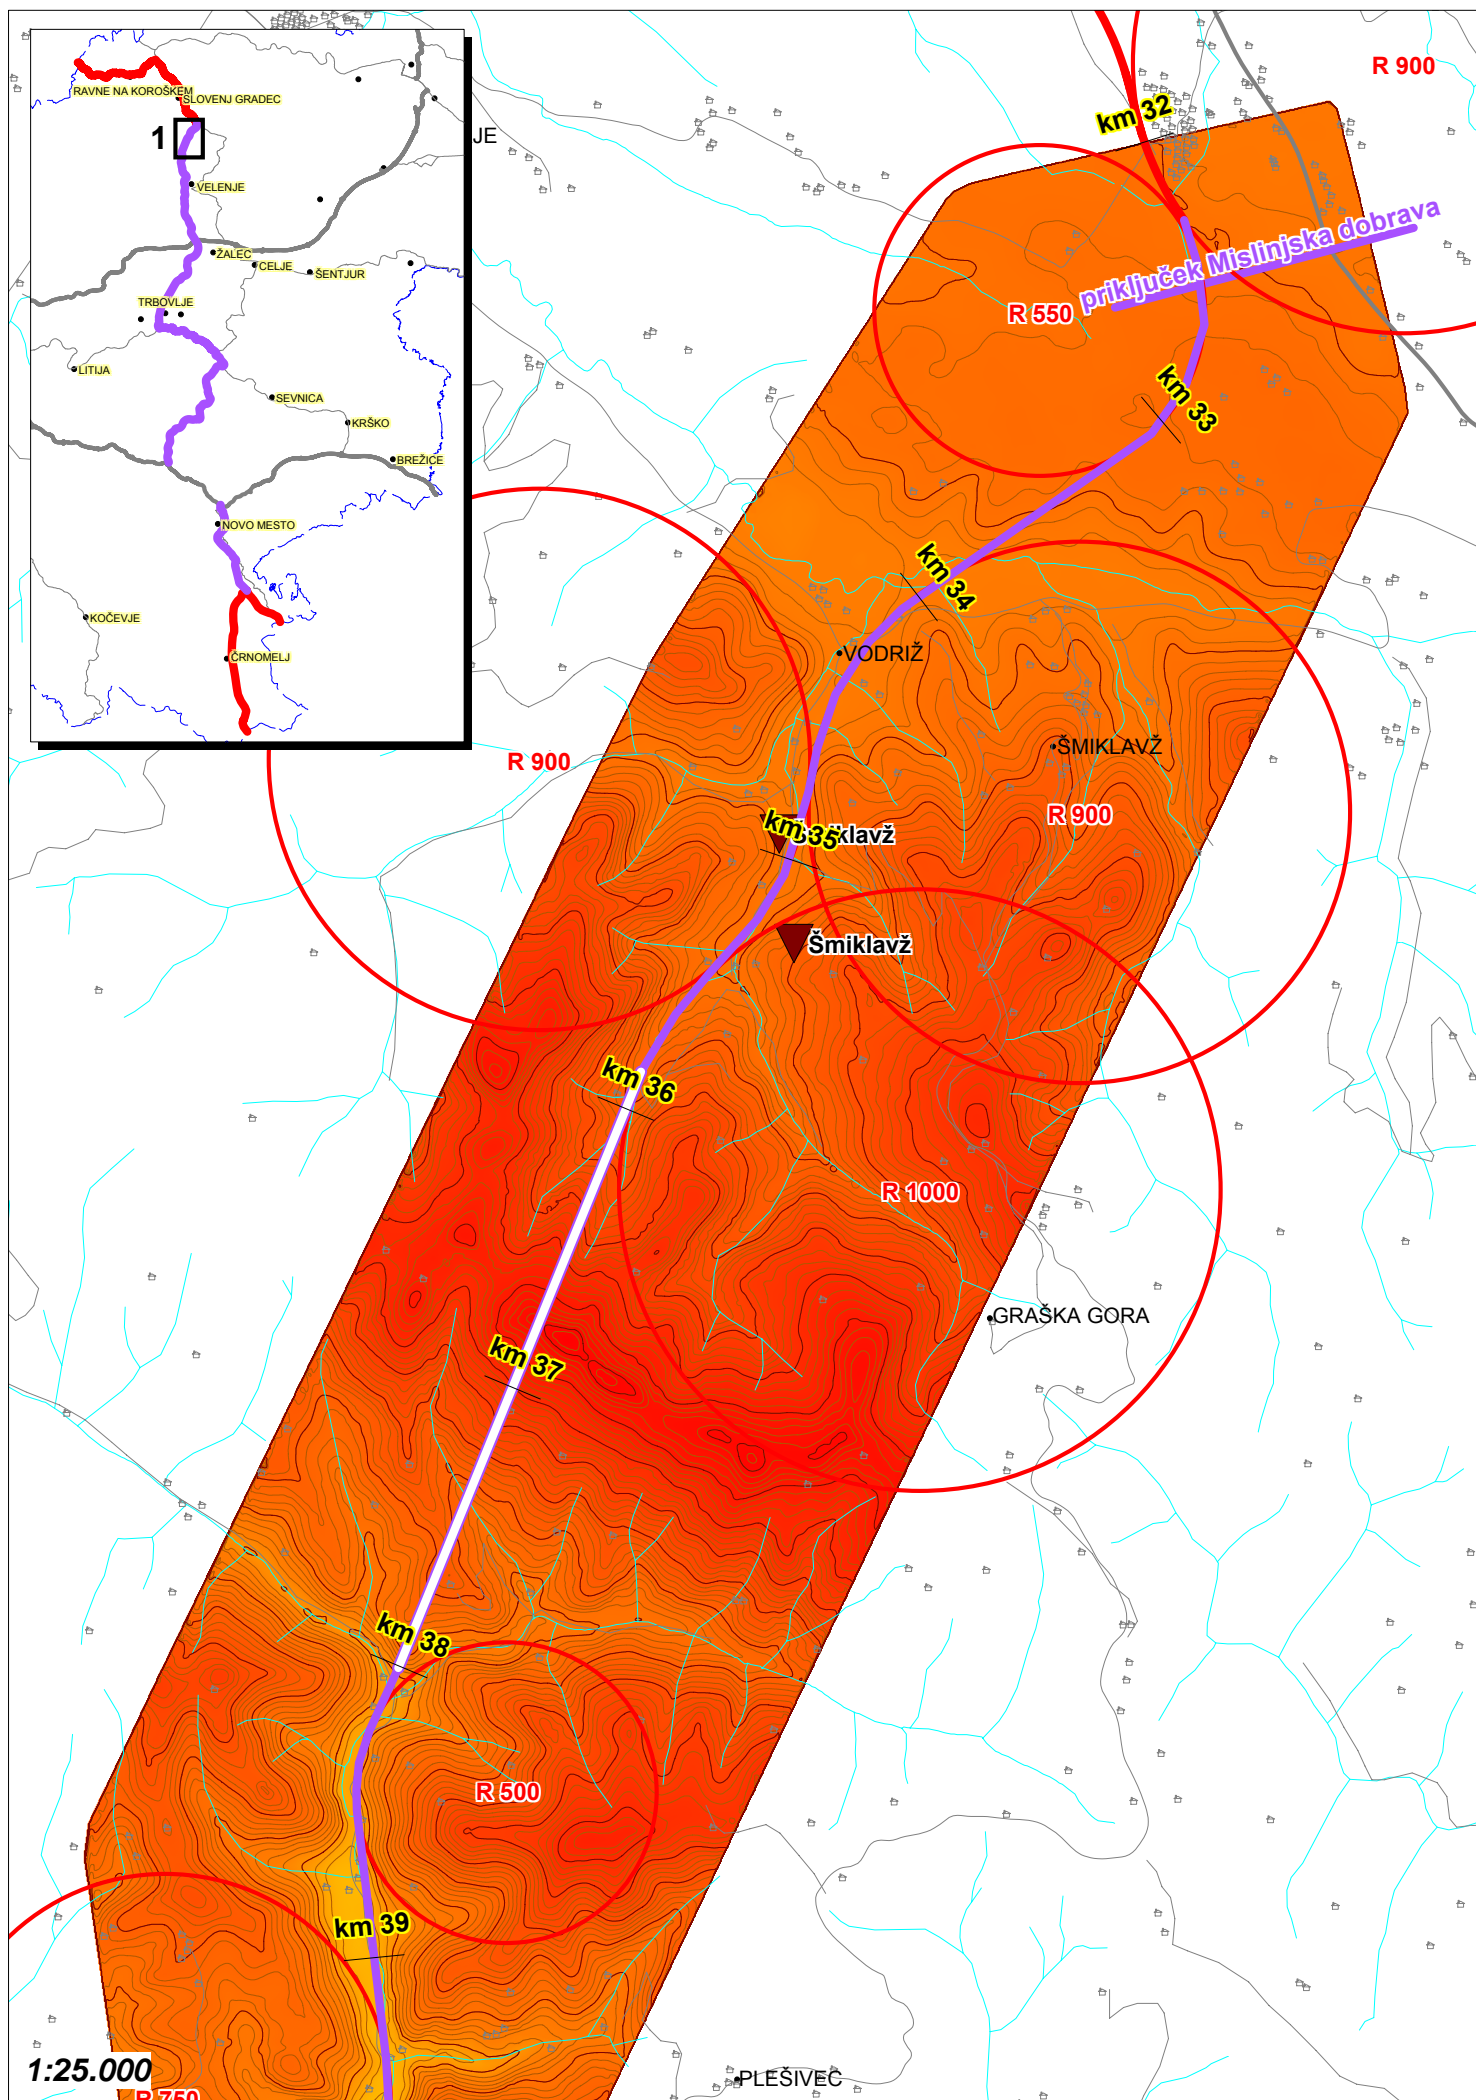 RAVNE NA KOROŠKEM
SLOVENJ GRADEC
1
VELENJE
ŽALEC
CELJE
ŠENTJUR
TRBOVLJE
LITIJA
SEVNICA
KRŠKO
BREŽICE
NOVO MESTO
KOČEVJE
ČRNOMELJ
JE
R 900
km 32
priključek Mislinjska dobrava
R 550
km 33
km 34
VODRIŽ
ŠMIKLAVŽ
R 900
R 900
km 35
Šmiklavž
Šmiklavž
km 36
R 1000
GRAŠKA GORA
km 37
km 38
R 500
km 39
1:25.000
PLEŠIVEC
R 750